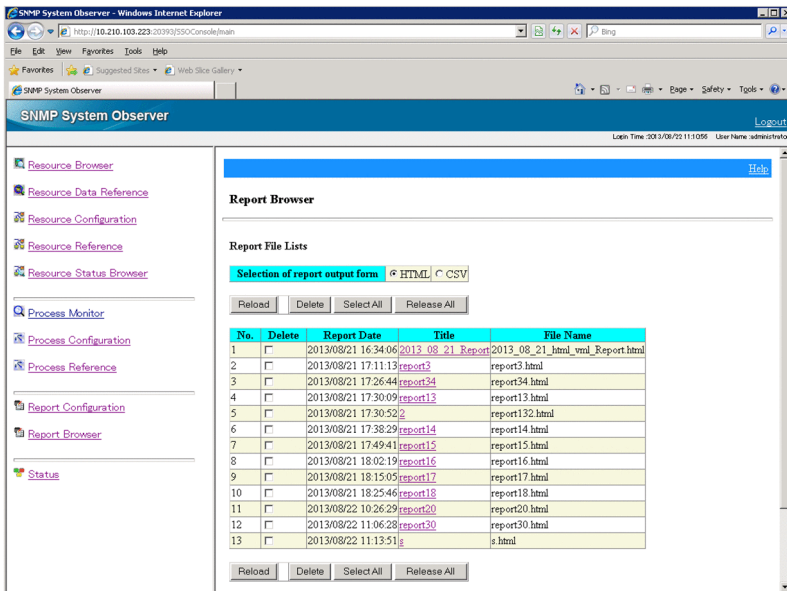 SNMP System Observer - Windows Internet Explorer
http://10.210.103.223:20393/SSOConsole/main
Bing
File Edit View Favorites Tools Help
Favorites Suggested Sites Web Slice Gallery
SNMP System Observer
Page Safety Tools
SNMP System Observer
Logout
Login Time :2013/08/22 11:10:56 User Name :administrato
Resource Browser
Resource Data Reference
Resource Configuration
Resource Reference
Resource Status Browser
Process Monitor
Process Configuration
Process Reference
Report Configuration
Report Browser
Status
Help
Report Browser
Report File Lists
Selection of report output form HTML CSV
Reload Delete Select All Release All
No. Delete Report Date Title File Name
1 2013/08/21 16:34:06 2013_08_21_Report 2013_08_21_html_vml_Report.html
2 2013/08/21 17:11:13 report3 report3.html
3 2013/08/21 17:26:44 report34 report34.html
4 2013/08/21 17:30:09 report13 report13.html
5 2013/08/21 17:30:52 2 report132.html
6 2013/08/21 17:38:29 report14 report14.html
7 2013/08/21 17:49:41 report15 report15.html
8 2013/08/21 18:02:19 report16 report16.html
9 2013/08/21 18:15:05 report17 report17.html
10 2013/08/21 18:25:46 report18 report18.html
11 2013/08/22 10:26:29 report20 report20.html
12 2013/08/22 11:06:28 report30 report30.html
13 2013/08/22 11:13:51 s s.html
Reload Delete Select All Release All